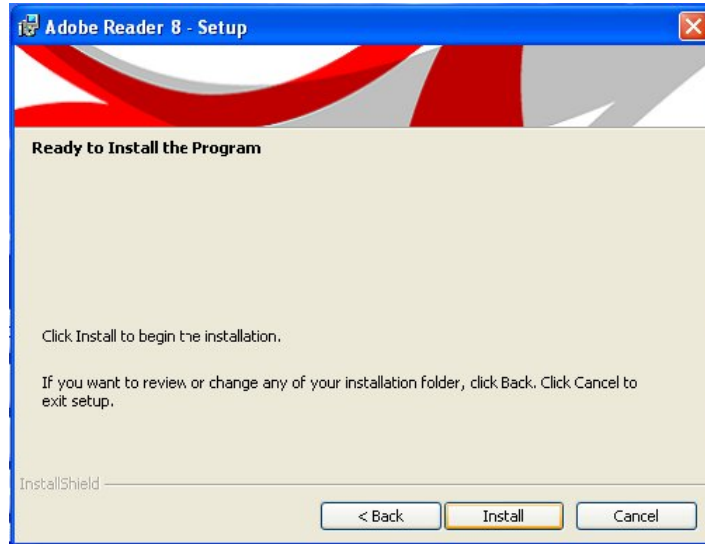 Adobe Reader 8 - Setup
Ready to Install the Program
Click Install to begin the installation.
If you want to review or change any of your installation folder, click Back. Click Cancel to
exit setup.
InstallShield
< Back Install Cancel